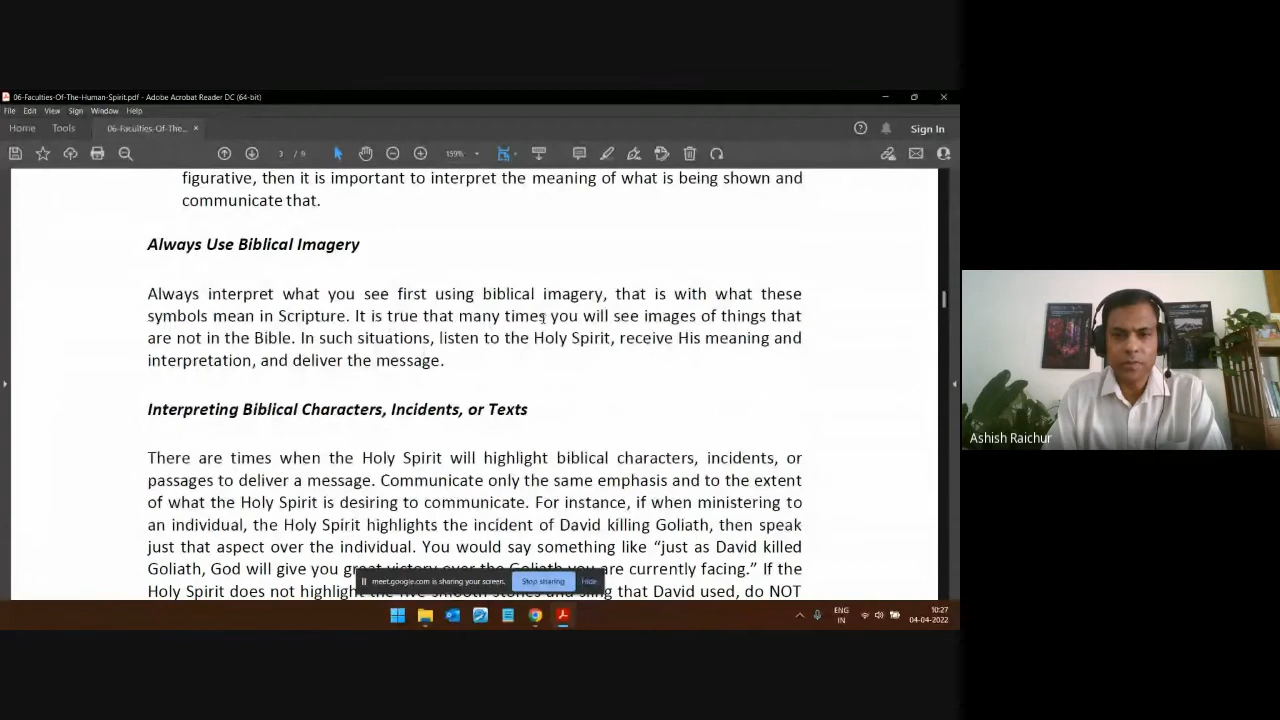 06-Faculties-Of-The-Human-Spirit.pdf - Adobe Acrobat Reader DC (64-bit)
File Edit View Sign Window Help
Home Tools 06-Faculties-Of-The... × Sign In
3 / 9 159%
figurative, then it is important to interpret the meaning of what is being shown and
communicate that.
Always Use Biblical Imagery
Always interpret what you see first using biblical imagery, that is with what these
symbols mean in Scripture. It is true that many times you will see images of things that
are not in the Bible. In such situations, listen to the Holy Spirit, receive His meaning and
interpretation, and deliver the message.
Interpreting Biblical Characters, Incidents, or Texts
There are times when the Holy Spirit will highlight biblical characters, incidents, or
passages to deliver a message. Communicate only the same emphasis and to the extent
of what the Holy Spirit is desiring to communicate. For instance, if when ministering to
an individual, the Holy Spirit highlights the incident of David killing Goliath, then speak
just that aspect over the individual. You would say something like “just as David killed
Goliath, God will give you great victory over the Goliath you are currently facing.” If the
Holy Spirit does not highlight the five smooth stones and sling that David used, do NOT
meet.google.com is sharing your screen. Stop sharing Hide
ENG
IN
10:27
04-04-2022
Ashish Raichur